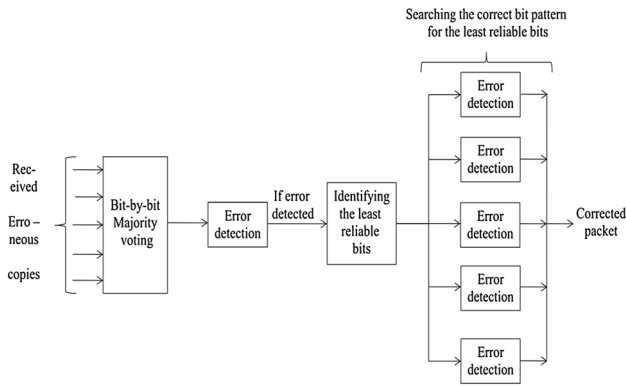 Searching the correct bit pattern
for the least reliable bits
Rec-
eived
Erro –
neous
copies
Bit-by-bit
Majority
voting
Error
detection
If error
detected
Identifying
the least
reliable
bits
Error
detection
Error
detection
Error
detection
Error
detection
Error
detection
Corrected
packet